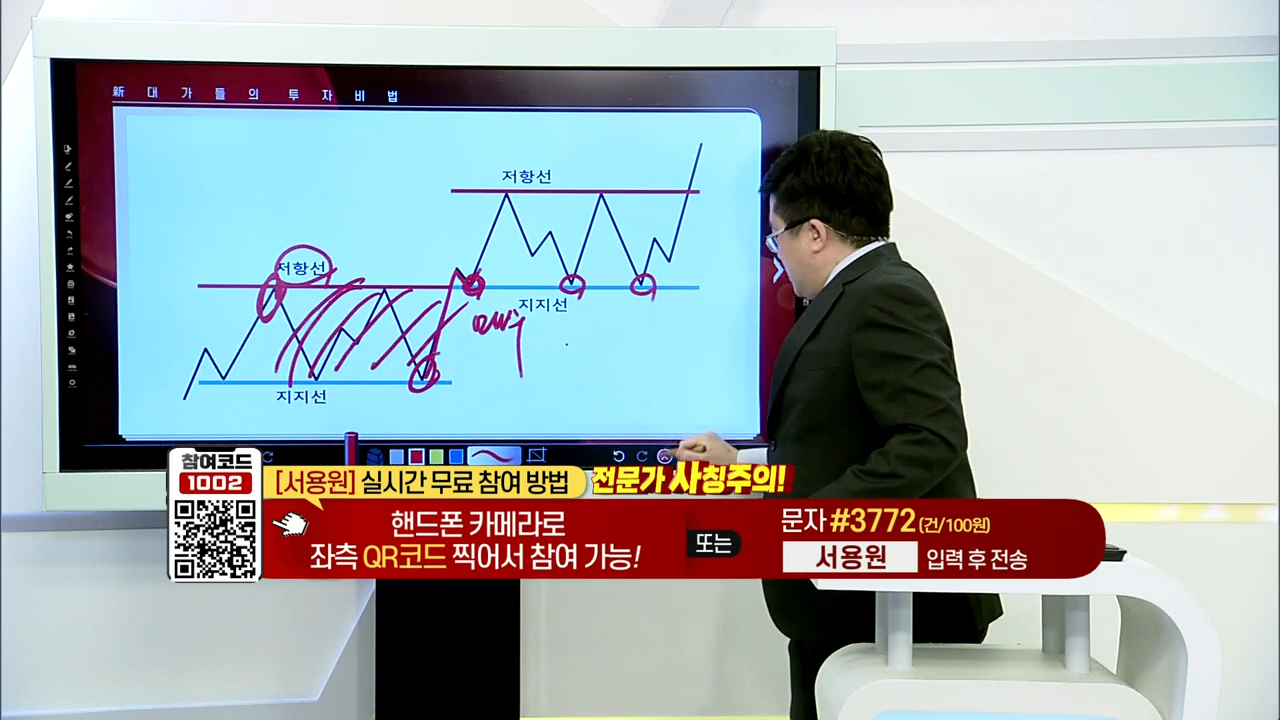 新 대 가 들 의 투 자 비 법
저항선
저항선
지지선
지지선
참여코드
1002
[서용원] 실시간 무료 참여 방법
전문가 사칭주의!
핸드폰 카메라로
좌측 QR코드 찍어서 참여 가능!
또는
문자 #3772 (건/100원)
서용원 입력 후 전송